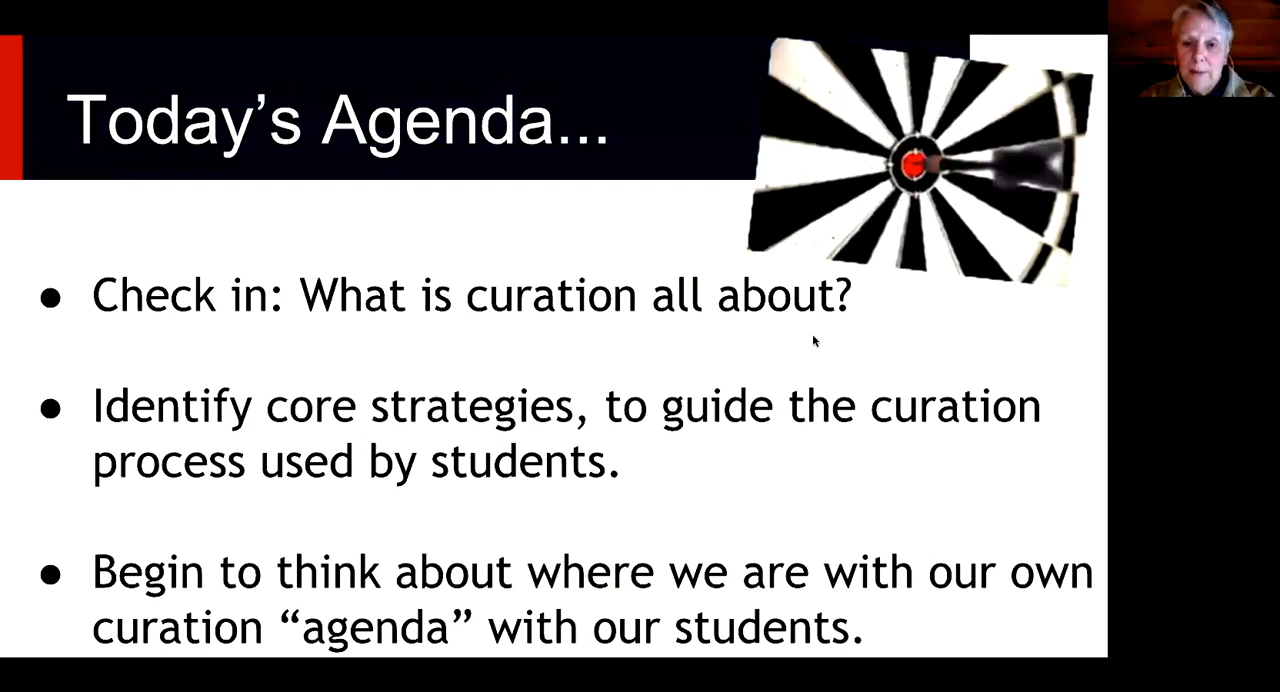 Today’s Agenda...
● Check in: What is curation all about?
● Identify core strategies, to guide the curation
process used by students.
● Begin to think about where we are with our own
curation “agenda” with our students.